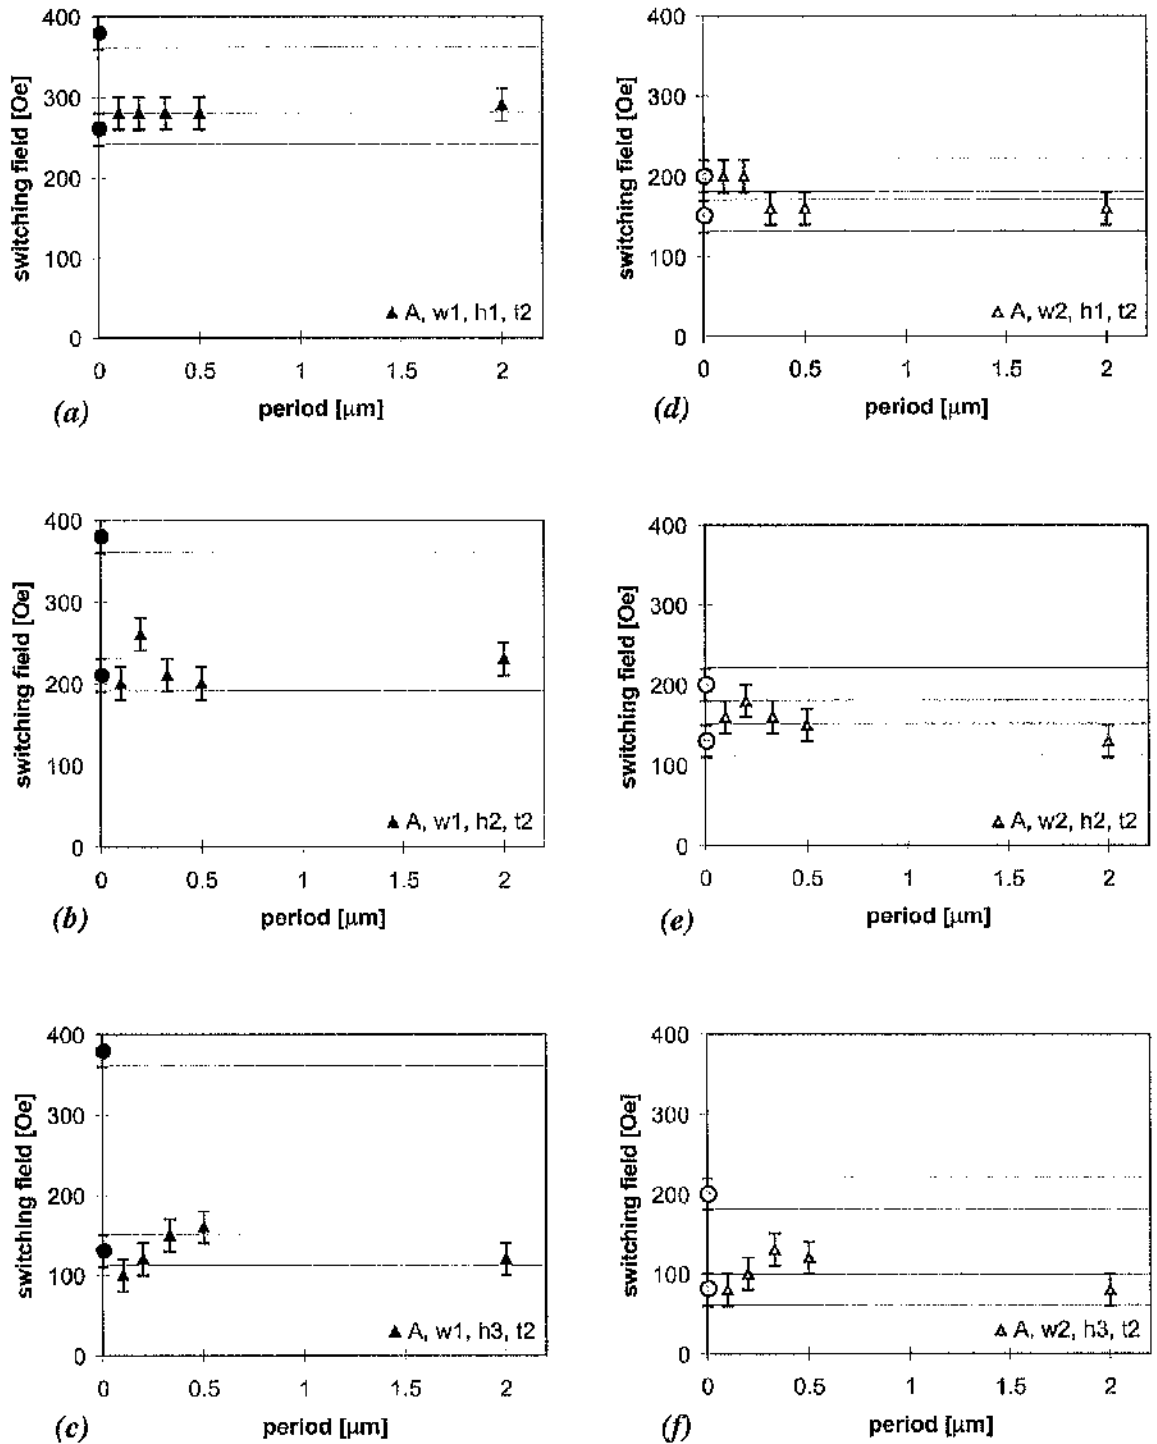 400
300
200
100
0
switching field [Oe]
▲ A, w1, h1, t2
0 0.5 1 1.5 2
(a) period [µm]
400
300
200
100
0
switching field [Oe]
△ A, w2, h1, t2
0 0.5 1 1.5 2
(d) period [µm]
400
300
200
100
0
switching field [Oe]
▲ A, w1, h2, t2
0 0.5 1 1.5 2
(b) period [µm]
400
300
200
100
0
switching field [Oe]
△ A, w2, h2, t2
0 0.5 1 1.5 2
(e) period [µm]
400
300
200
100
0
switching field [Oe]
▲ A, w1, h3, t2
0 0.5 1 1.5 2
(c) period [µm]
400
300
200
100
0
switching field [Oe]
△ A, w2, h3, t2
0 0.5 1 1.5 2
(f) period [µm]